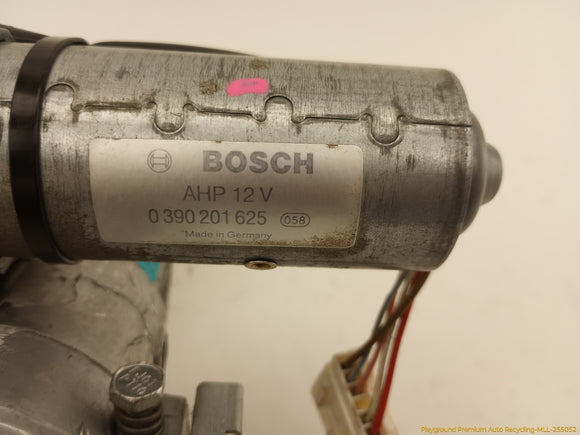 BOSCH
AHP 12 V
0 390 201 625 058
Made in Germany
Playground Premium Auto Recycling-MLL-255052